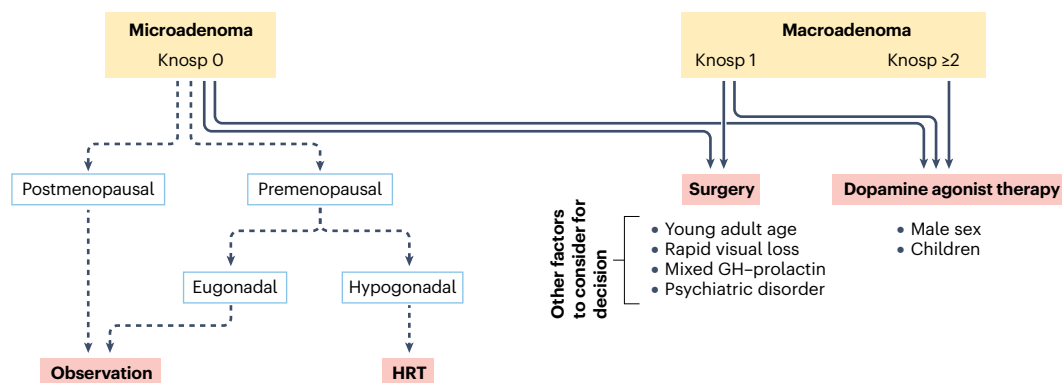 Microadenoma
Knosp 0
Macroadenoma
Knosp 1
Knosp ≥2
Postmenopausal
Premenopausal
Eugonadal
Hypogonadal
Observation
HRT
Surgery
Dopamine agonist therapy
Other factors
to consider for
decision
• Young adult age
• Rapid visual loss
• Mixed GH–prolactin
• Psychiatric disorder
• Male sex
• Children